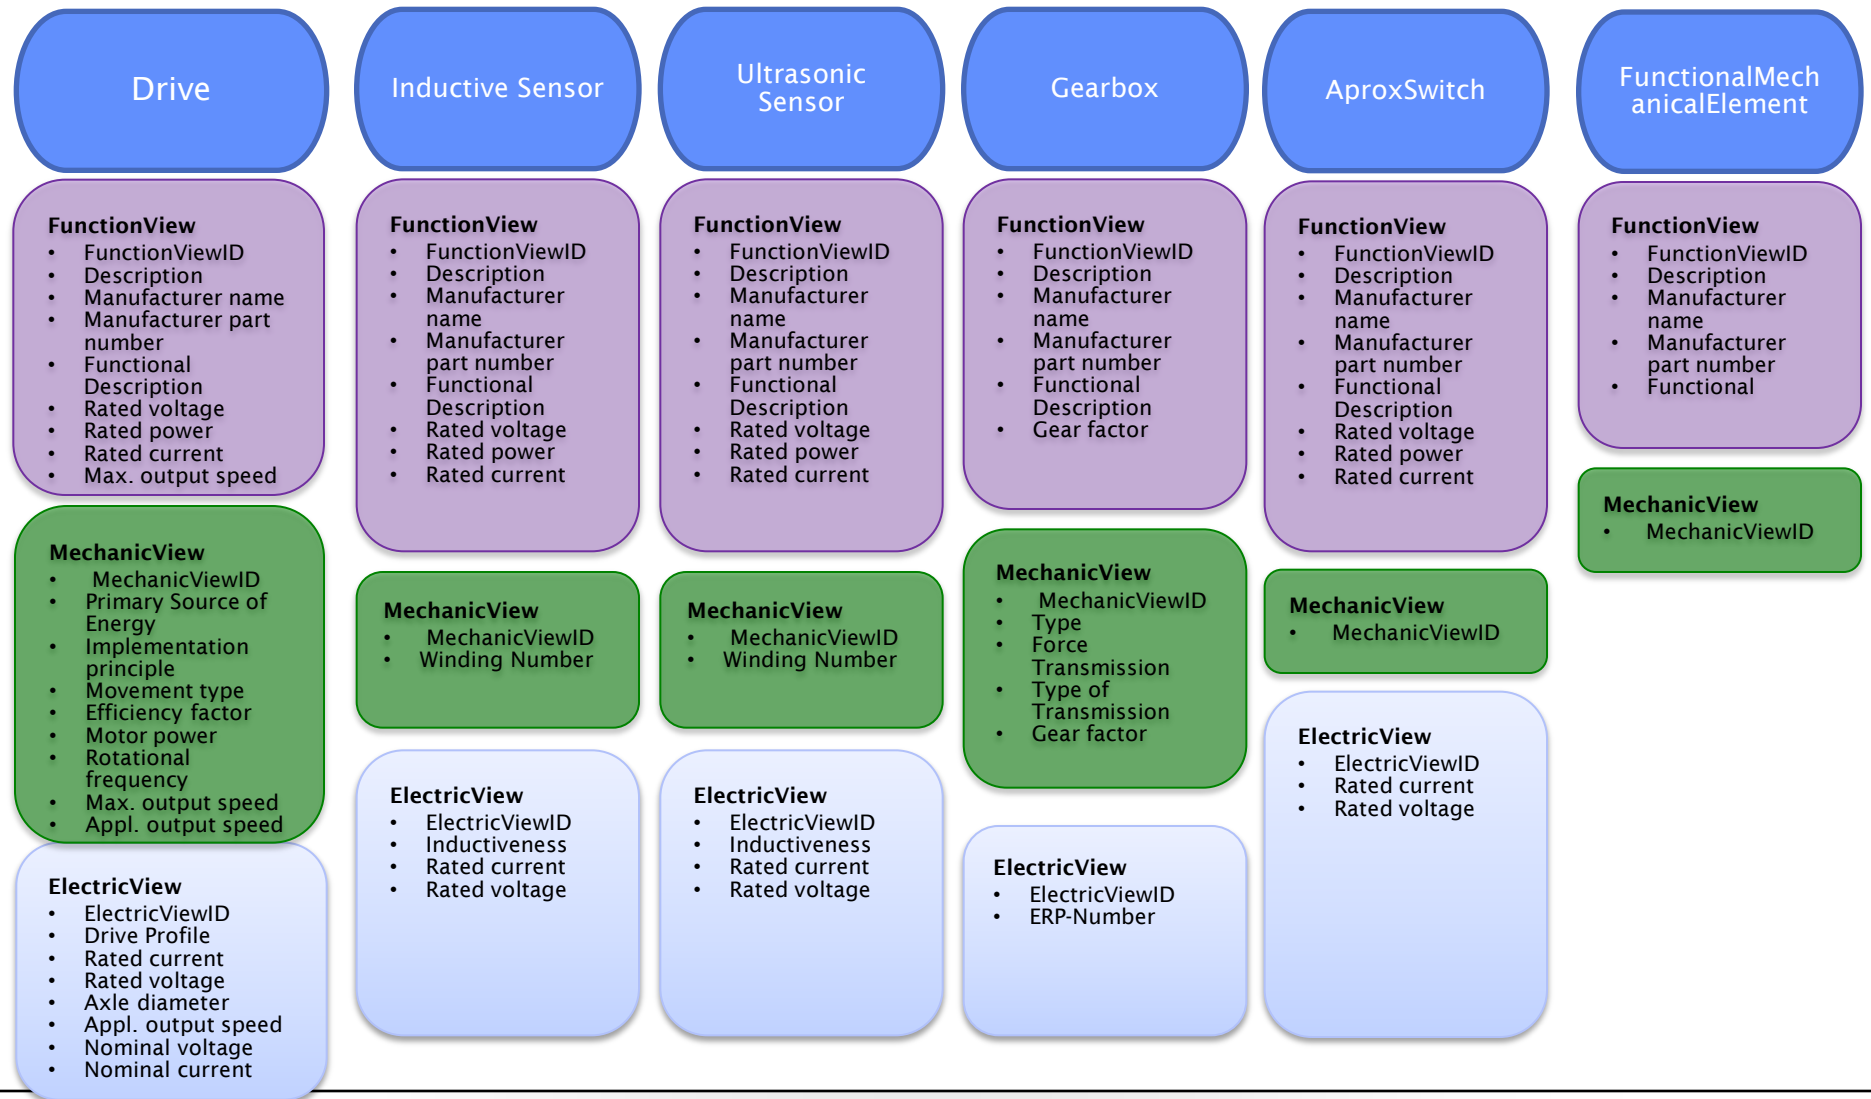 Drive
FunctionView
• FunctionViewID
• Description
• Manufacturer name
• Manufacturer part
number
• Functional
Description
• Rated voltage
• Rated power
• Rated current
• Max. output speed
MechanicView
• MechanicViewID
• Primary Source of
Energy
• Implementation
principle
• Movement type
• Efficiency factor
• Motor power
• Rotational
frequency
• Max. output speed
• Appl. output speed
ElectricView
• ElectricViewID
• Drive Profile
• Rated current
• Rated voltage
• Axle diameter
• Appl. output speed
• Nominal voltage
• Nominal current
Inductive Sensor
FunctionView
• FunctionViewID
• Description
• Manufacturer
name
• Manufacturer
part number
• Functional
Description
• Rated voltage
• Rated power
• Rated current
MechanicView
• MechanicViewID
• Winding Number
ElectricView
• ElectricViewID
• Inductiveness
• Rated current
• Rated voltage
Ultrasonic
Sensor
FunctionView
• FunctionViewID
• Description
• Manufacturer
name
• Manufacturer
part number
• Functional
Description
• Rated voltage
• Rated power
• Rated current
MechanicView
• MechanicViewID
• Winding Number
ElectricView
• ElectricViewID
• Inductiveness
• Rated current
• Rated voltage
Gearbox
FunctionView
• FunctionViewID
• Description
• Manufacturer
name
• Manufacturer
part number
• Functional
Description
• Gear factor
MechanicView
• MechanicViewID
• Type
• Force
Transmission
• Type of
Transmission
• Gear factor
ElectricView
• ElectricViewID
• ERP-Number
AproxSwitch
FunctionView
• FunctionViewID
• Description
• Manufacturer
name
• Manufacturer
part number
• Functional
Description
• Rated voltage
• Rated power
• Rated current
MechanicView
• MechanicViewID
ElectricView
• ElectricViewID
• Rated current
• Rated voltage
FunctionalMech
anicalElement
FunctionView
• FunctionViewID
• Description
• Manufacturer
name
• Manufacturer
part number
• Functional
MechanicView
• MechanicViewID